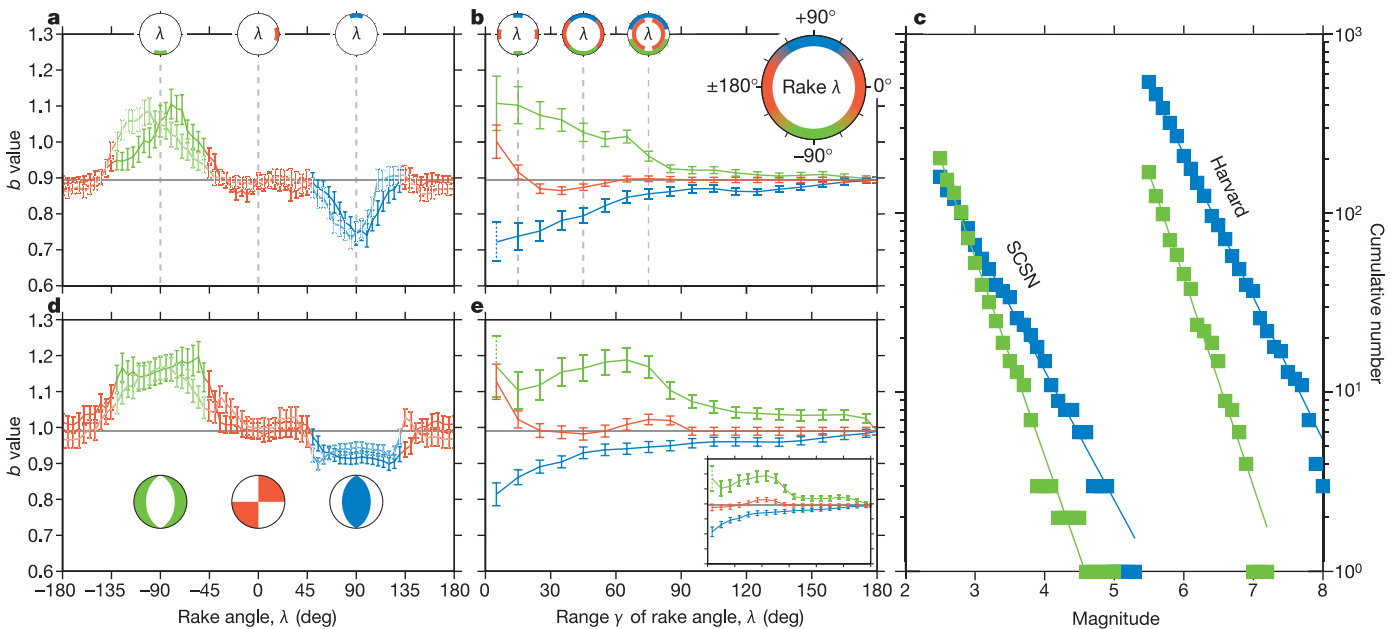 a
b
c
λ
λ
λ
λ
λ
λ
+90°
±180°
Rake λ
0°
−90°
1.3
1.2
1.1
1.0
0.9
0.8
0.7
0.6
b value
Harvard
SCSN
10³
10²
10¹
10⁰
Cumulative number
d
e
1.3
1.2
1.1
1.0
0.9
0.8
0.7
0.6
b value
−180 −135 −90 −45 0 45 90 135 180
Rake angle, λ (deg)
0 30 60 90 120 150 180
Range γ of rake angle, λ (deg)
2 3 4 5 6 7 8
Magnitude